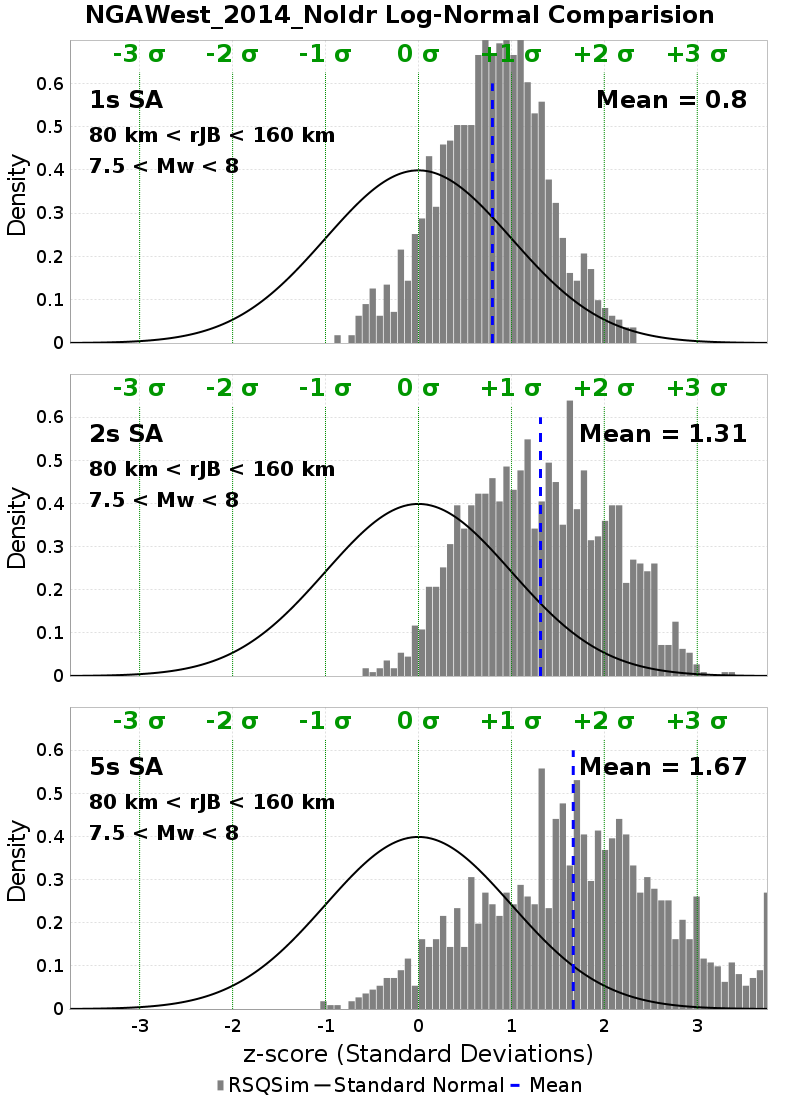 NGAWest_2014_NoIdr Log-Normal Comparision
-3 σ -2 σ -1 σ 0 σ +1 σ +2 σ +3 σ
1s SA Mean = 0.8
80 km < rJB < 160 km
7.5 < Mw < 8
Density
0.6
0.5
0.4
0.3
0.2
0.1
0
-3 σ -2 σ -1 σ 0 σ +1 σ +2 σ +3 σ
2s SA Mean = 1.31
80 km < rJB < 160 km
7.5 < Mw < 8
Density
0.6
0.5
0.4
0.3
0.2
0.1
0
-3 σ -2 σ -1 σ 0 σ +1 σ +2 σ +3 σ
5s SA Mean = 1.67
80 km < rJB < 160 km
7.5 < Mw < 8
Density
0.6
0.5
0.4
0.3
0.2
0.1
0
-3 -2 -1 0 1 2 3
z-score (Standard Deviations)
RSQSim Standard Normal Mean